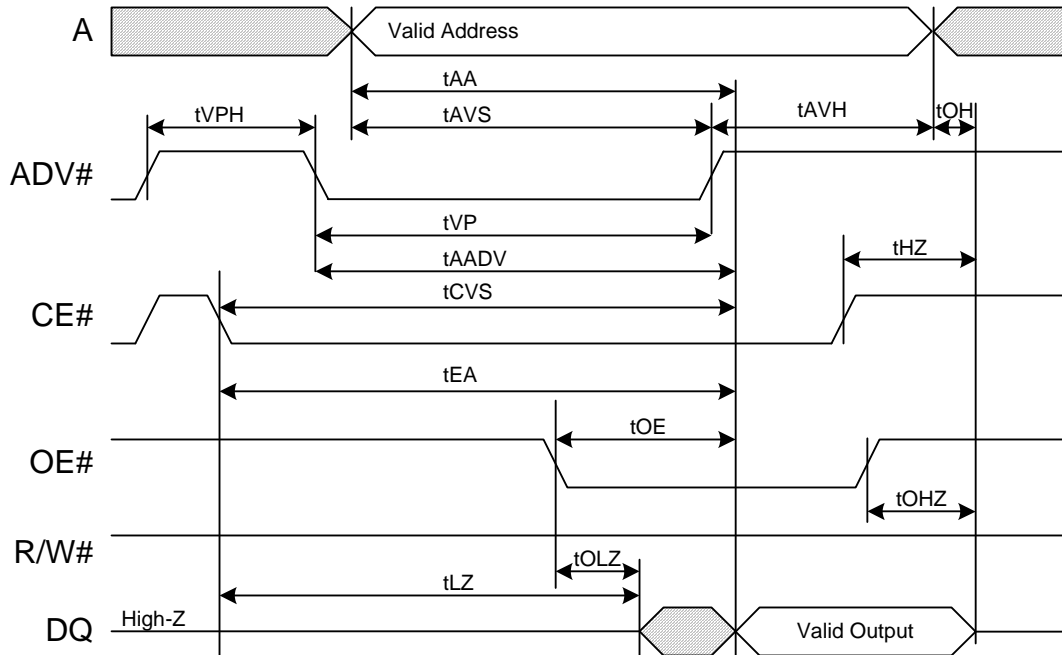 A
Valid Address
tAA
tVPH
tAVS
tAVH
tOH
ADV#
tVP
tHZ
tAADV
tCVS
CE#
tEA
tOE
OE#
tOHZ
R/W#
tOLZ
tLZ
High-Z
DQ
Valid Output